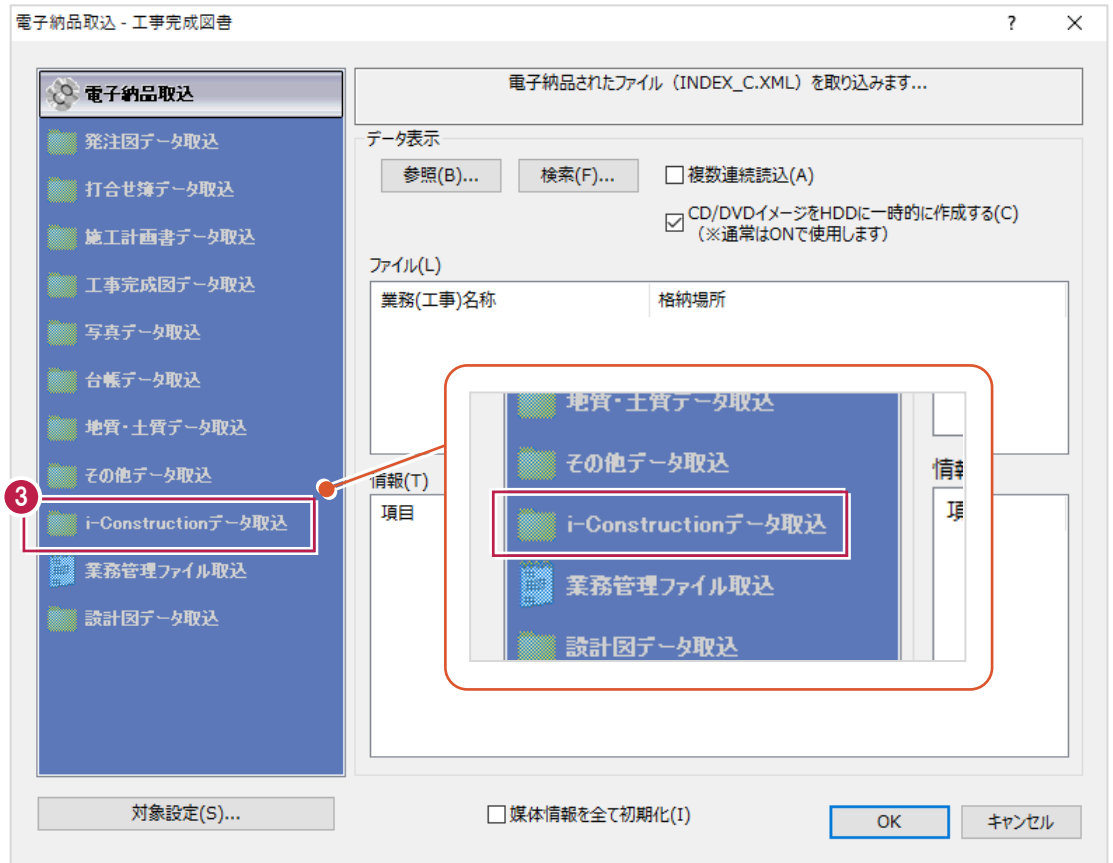 電子納品取込 - 工事完成図書
?
×
電子納品取込
発注図データ取込
打合せ簿データ取込
施工計画書データ取込
工事完成図データ取込
写真データ取込
台帳データ取込
地質・土質データ取込
その他データ取込
3
i-Constructionデータ取込
業務管理ファイル取込
設計図データ取込
対象設定(S)...
電子納品されたファイル（INDEX_C.XML）を取り込みます...
データ表示
参照(B)...
検索(F)...
複数連続読込(A)
CD/DVDイメージをHDDに一時的に作成する(C)
（※通常はONで使用します）
ファイル(L)
業務(工事)名称
格納場所
情報(T)
項目
地質・土質データ取込
その他データ取込
i-Constructionデータ取込
業務管理ファイル取込
設計図データ取込
情報
項
媒体情報を全て初期化(I)
OK
キャンセル